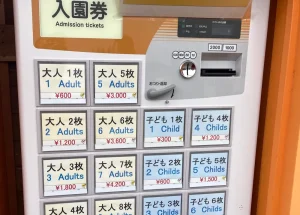 入園券
Admission tickets
2000 1000
大人 1枚
1 Adult
¥600
大人 5枚
5 Adults
¥3,000
大人 2枚
2 Adults
¥1,200
大人 6枚
6 Adults
¥3,600
子ども 1枚
1 Child
¥300
子ども 4枚
4 Childs
¥1,200
大人 3枚
3 Adults
¥1,800
大人 7枚
7 Adults
¥4,200
子ども 2枚
2 Childs
子ども 5枚
5 Childs
¥1,500
大人 4枚
大人 8枚
子ども 3枚
3 Childs
子ども 6枚
6 Childs